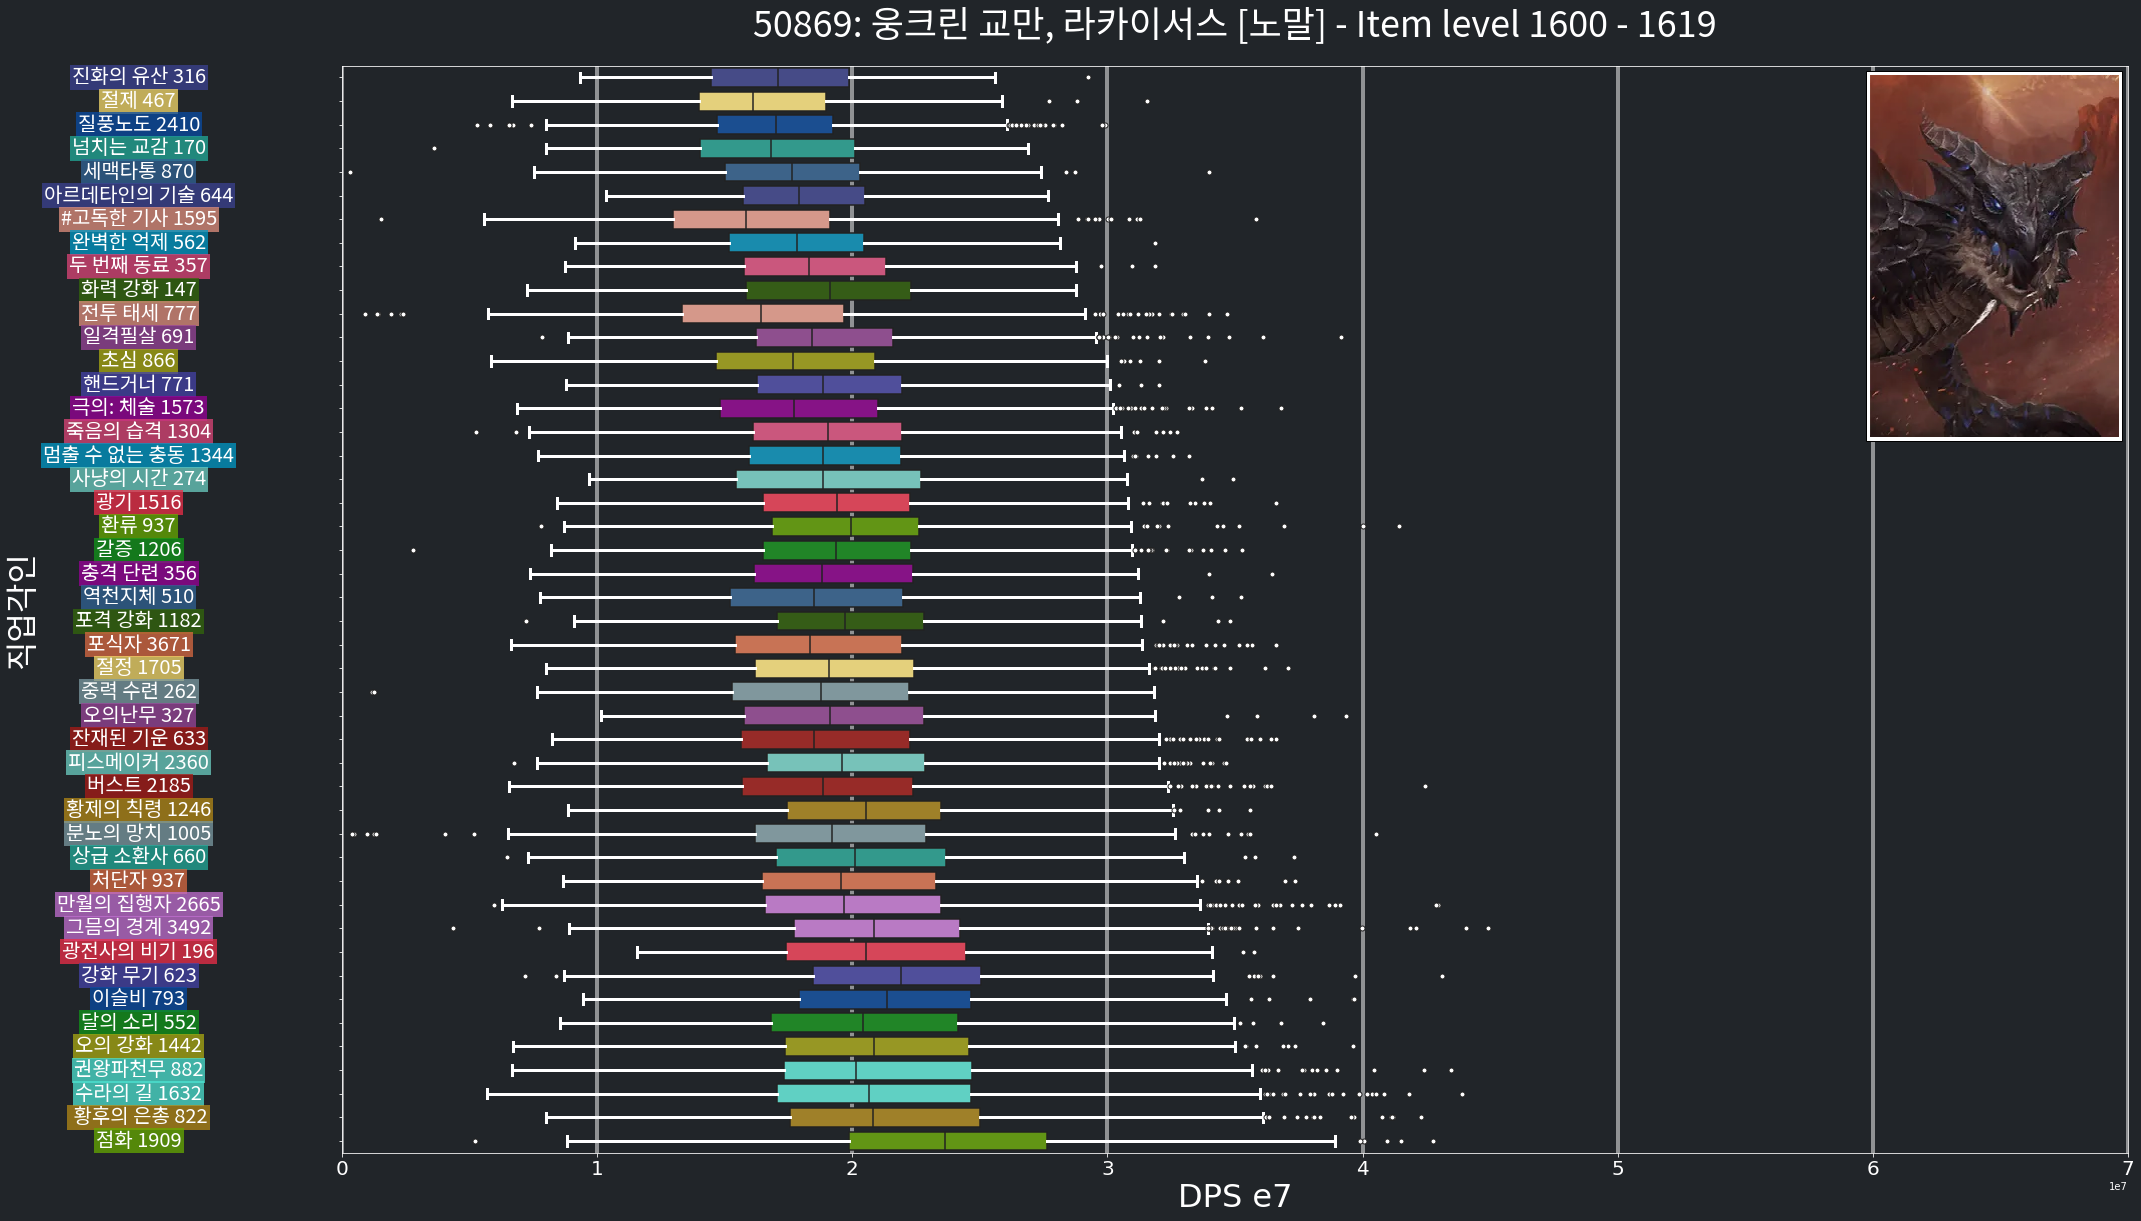 50869: 웅크린 교만, 라카이서스 [노말] - Item level 1600 - 1619
진화의 유산 316
절제 467
질풍노도 2410
넘치는 교감 170
세맥타통 870
아르데타인의 기술 644
#고독한 기사 1595
완벽한 억제 562
두 번째 동료 357
화력 강화 147
전투 태세 777
일격필살 691
초심 866
핸드거너 771
극의: 체술 1573
죽음의 습격 1304
멈출 수 없는 충동 1344
사냥의 시간 274
광기 1516
환류 937
갈증 1206
충격 단련 356
역천지체 510
포격 강화 1182
포식자 3671
절정 1705
중력 수련 262
오의난무 327
잔재된 기운 633
피스메이커 2360
버스트 2185
황제의 칙령 1246
분노의 망치 1005
상급 소환사 660
처단자 937
만월의 집행자 2665
그믐의 경계 3492
광전사의 비기 196
강화 무기 623
이슬비 793
달의 소리 552
오의 강화 1442
권왕파천무 882
수라의 길 1632
황후의 은총 822
점화 1909
직업각인
0 1 2 3 4 5 6 7
DPS e7
1e7